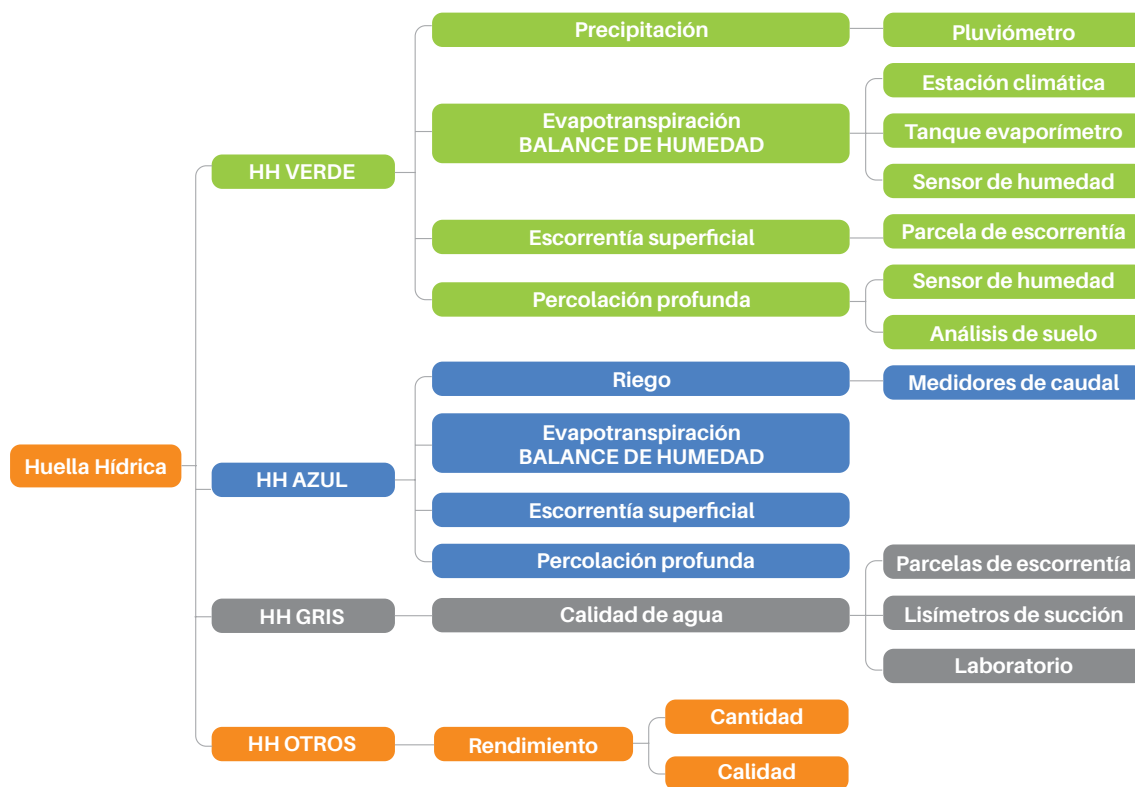 Huella Hídrica
HH VERDE
Precipitación
Pluviómetro
Evapotranspiración
BALANCE DE HUMEDAD
Estación climática
Tanque evaporímetro
Sensor de humedad
Escorrentía superficial
Parcela de escorrentía
Percolación profunda
Sensor de humedad
Análisis de suelo
HH AZUL
Riego
Medidores de caudal
Evapotranspiración
BALANCE DE HUMEDAD
Escorrentía superficial
Percolación profunda
HH GRIS
Calidad de agua
Parcelas de escorrentía
Lisímetros de succión
Laboratorio
HH OTROS
Rendimiento
Cantidad
Calidad